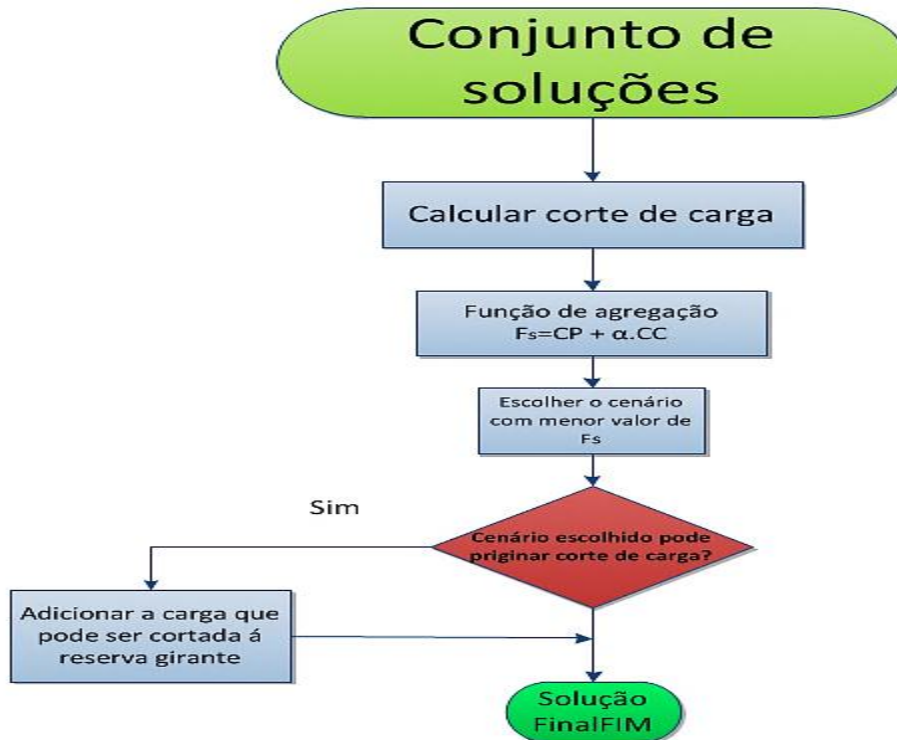 Conjunto de
soluções
Calcular corte de carga
Função de agregação
Fs=CP + α.CC
Escolher o cenário
com menor valor de
Fs
Sim
Cenário escolhido pode
priginar corte de carga?
Adicionar a carga que
pode ser cortada á
reserva girante
Solução
FinalFIM